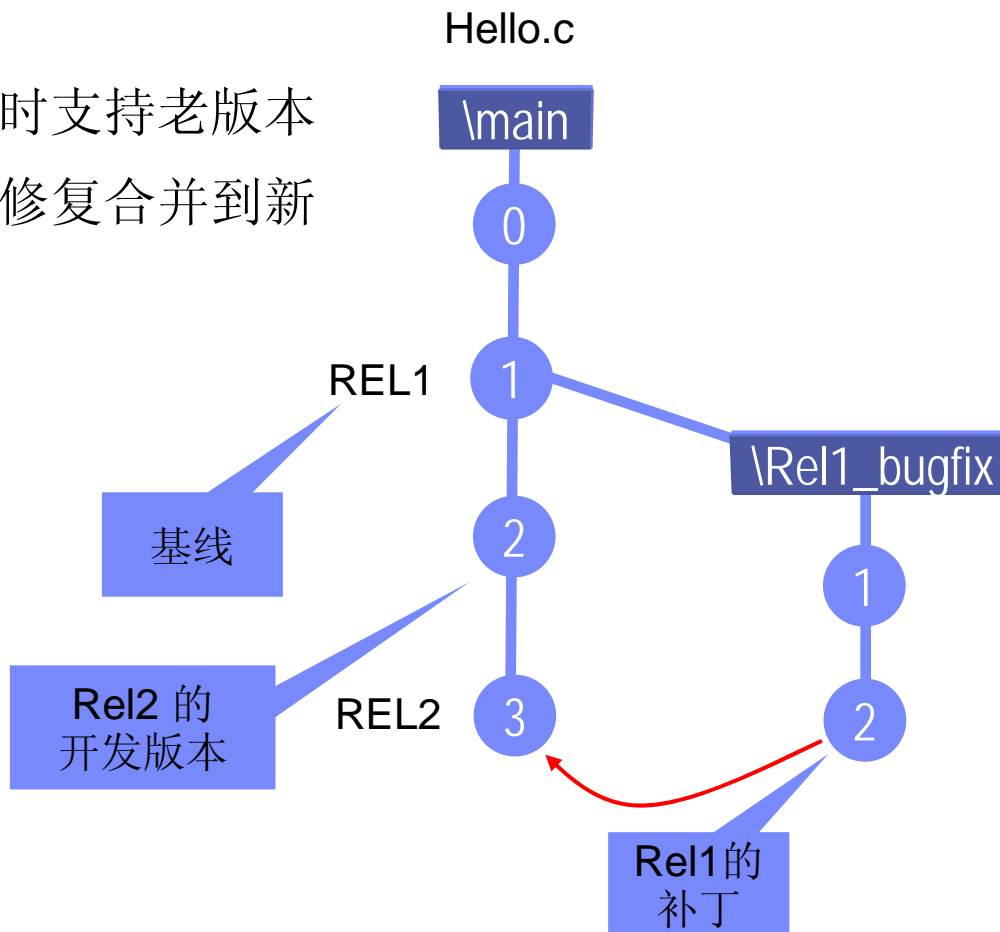 Hello.c
时支持老版本
\main
修复合并到新
0
REL1
1
\Rel1_bugfix
基线
2
1
Rel2 的
开发版本
REL2
3
2
Rel1的
补丁